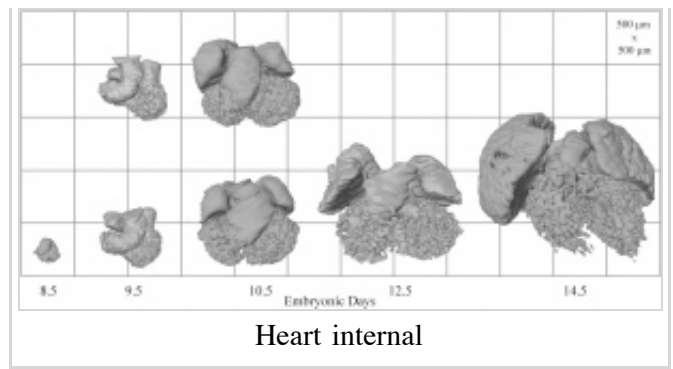 500 µm
x
500 µm
8.5 9.5 10.5 12.5 14.5
Embryonic Days
Heart internal